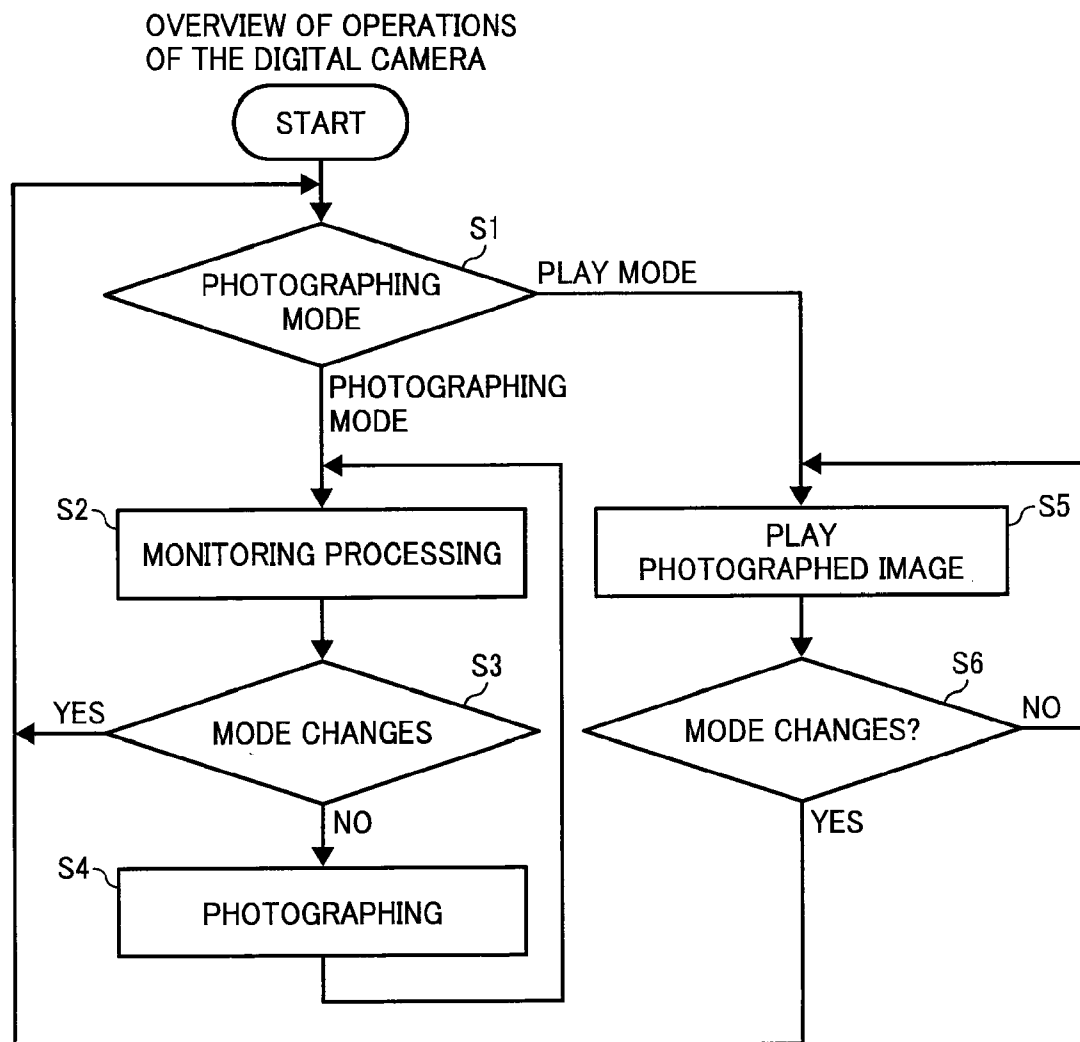 OVERVIEW OF OPERATIONS
OF THE DIGITAL CAMERA
START
S1
PHOTOGRAPHING
MODE
PLAY MODE
PHOTOGRAPHING
MODE
S2
MONITORING PROCESSING
S5
PLAY
PHOTOGRAPHED IMAGE
S3
YES
MODE CHANGES
NO
S6
MODE CHANGES?
NO
YES
S4
PHOTOGRAPHING